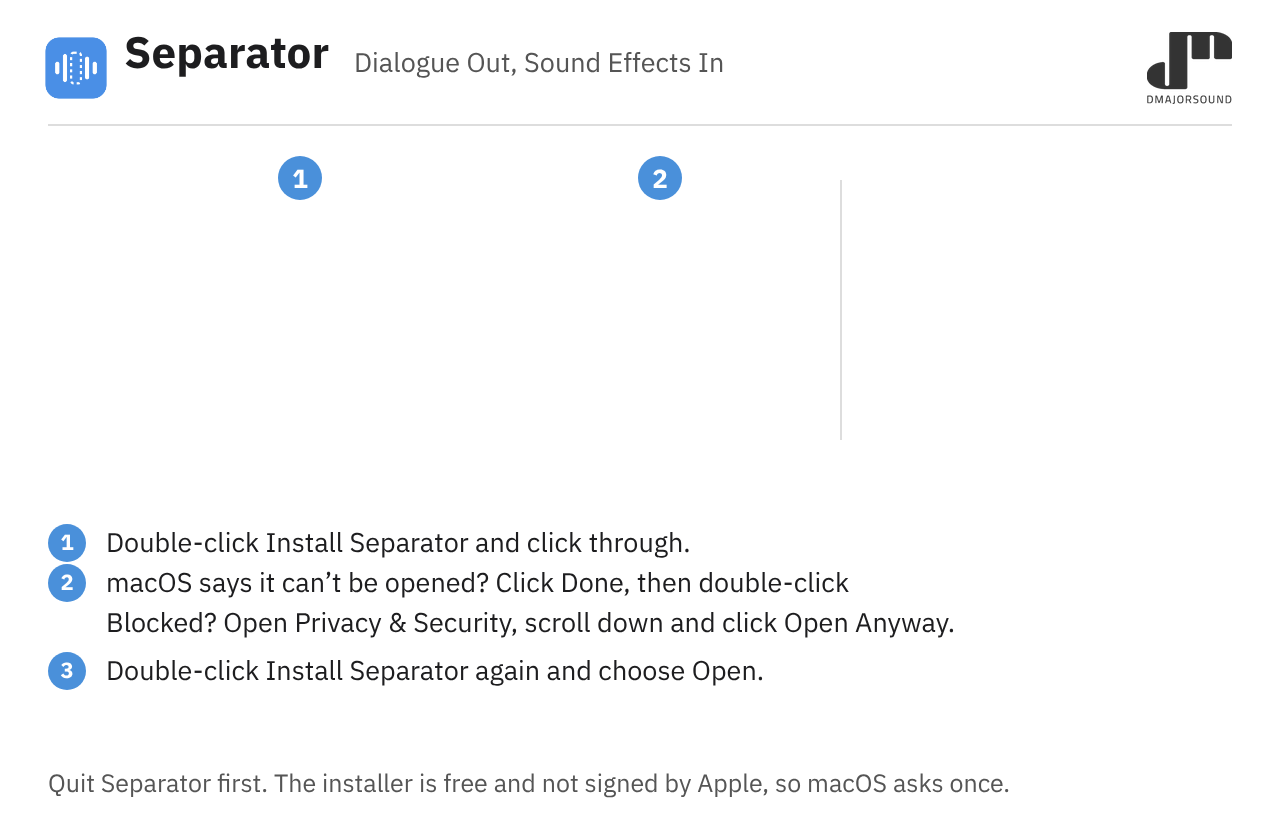 Separator
Dialogue Out, Sound Effects In
DMAJORSOUND
1
2
1 Double-click Install Separator and click through.
2 macOS says it can’t be opened? Click Done, then double-click
Blocked? Open Privacy & Security, scroll down and click Open Anyway.
3 Double-click Install Separator again and choose Open.
Quit Separator first. The installer is free and not signed by Apple, so macOS asks once.